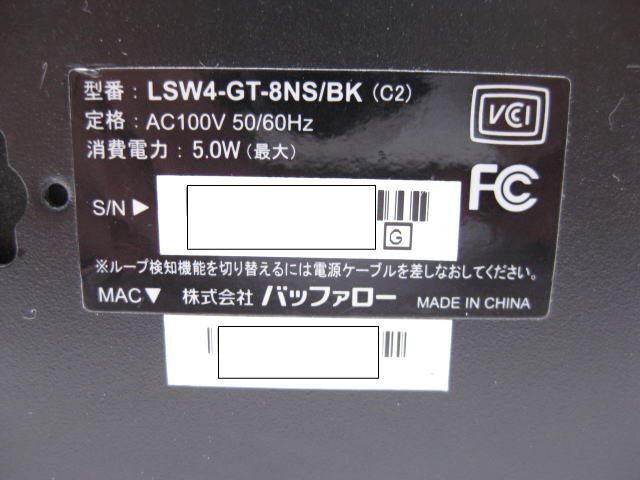 型番：LSW4-GT-8NS/BK (C2)
定格：AC100V 50/60Hz
消費電力：5.0W（最大）
VCI
FC
S/N ▶
G
※ループ検知機能を切り替えるには電源ケーブルを差しなおしてください。
MAC▼ 株式会社 バッファロー MADE IN CHINA